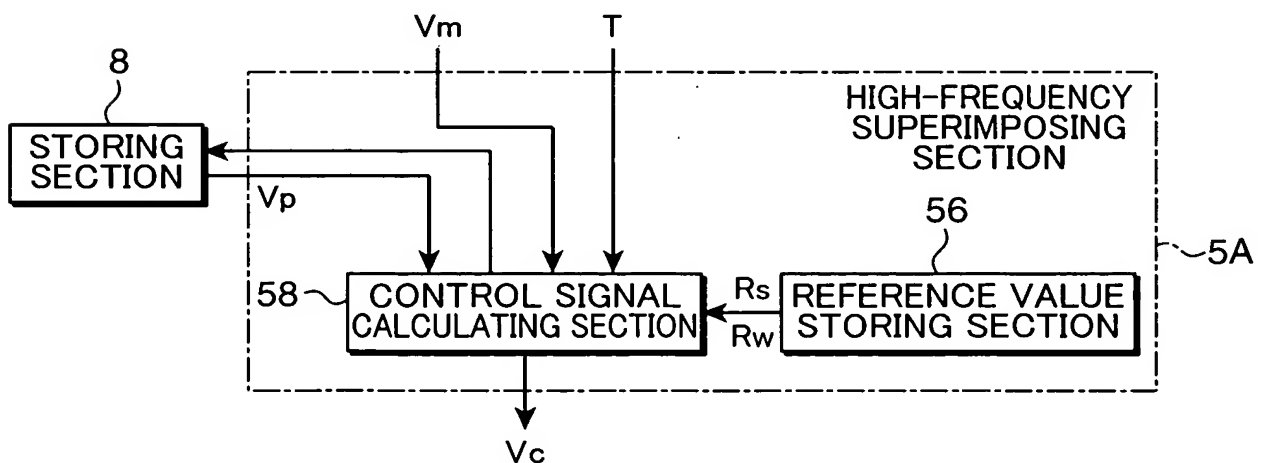 8
Vm
T
HIGH-FREQUENCY
SUPERIMPOSING
SECTION
STORING
SECTION
Vp
56
5A
58
CONTROL SIGNAL
CALCULATING SECTION
Rs
Rw
REFERENCE VALUE
STORING SECTION
Vc